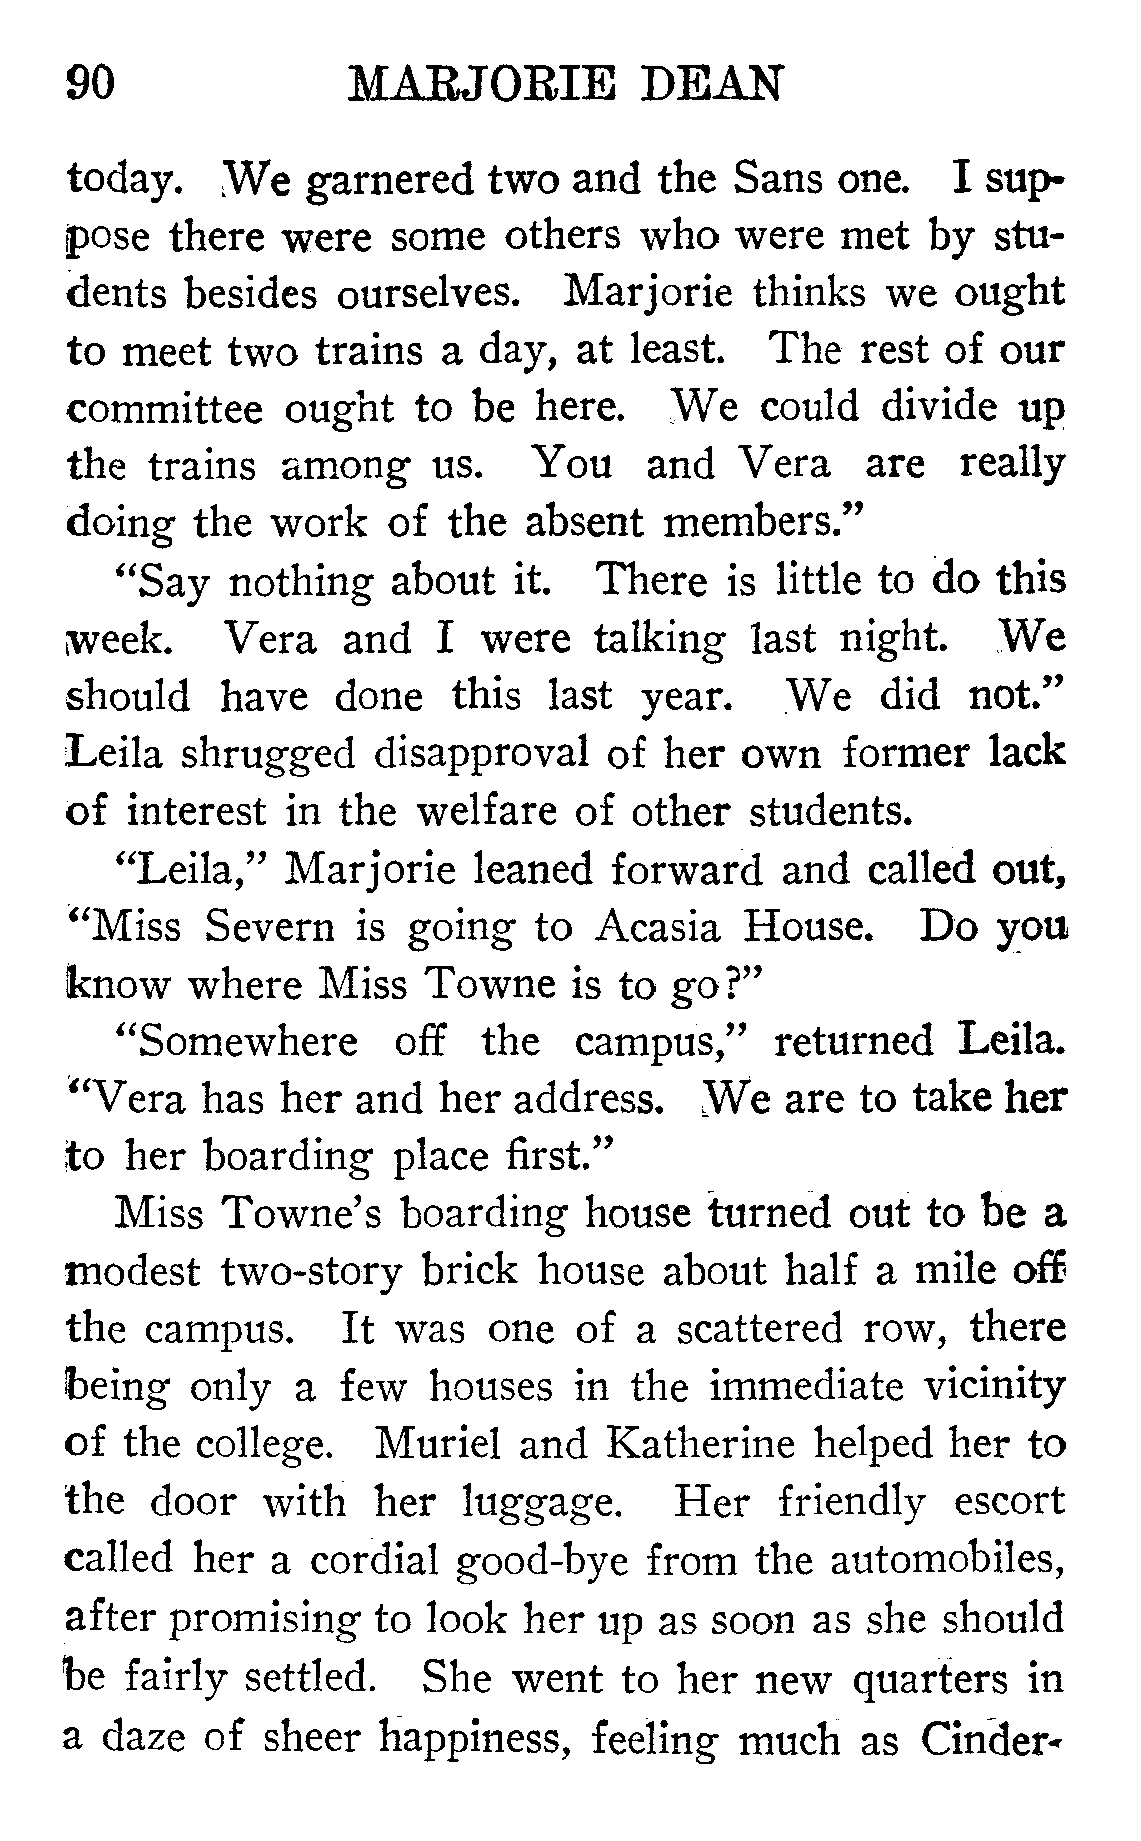 90 MARJORIE DEAN
today. We garnered two and the Sans one. I sup-
pose there were some others who were met by stu-
dents besides ourselves. Marjorie thinks we ought
to meet two trains a day, at least. The rest of our
committee ought to be here. We could divide up
the trains among us. You and Vera are really
doing the work of the absent members.”
“Say nothing about it. There is little to do this
week. Vera and I were talking last night. We
should have done this last year. We did not.”
Leila shrugged disapproval of her own former lack
of interest in the welfare of other students.
“Leila,” Marjorie leaned forward and called out,
“Miss Severn is going to Acasia House. Do you
know where Miss Towne is to go?”
“Somewhere off the campus,” returned Leila.
“Vera has her and her address. We are to take her
to her boarding place first.”
Miss Towne’s boarding house turned out to be a
modest two-story brick house about half a mile off
the campus. It was one of a scattered row, there
being only a few houses in the immediate vicinity
of the college. Muriel and Katherine helped her to
the door with her luggage. Her friendly escort
called her a cordial good-bye from the automobiles,
after promising to look her up as soon as she should
be fairly settled. She went to her new quarters in
a daze of sheer happiness, feeling much as Cinder-